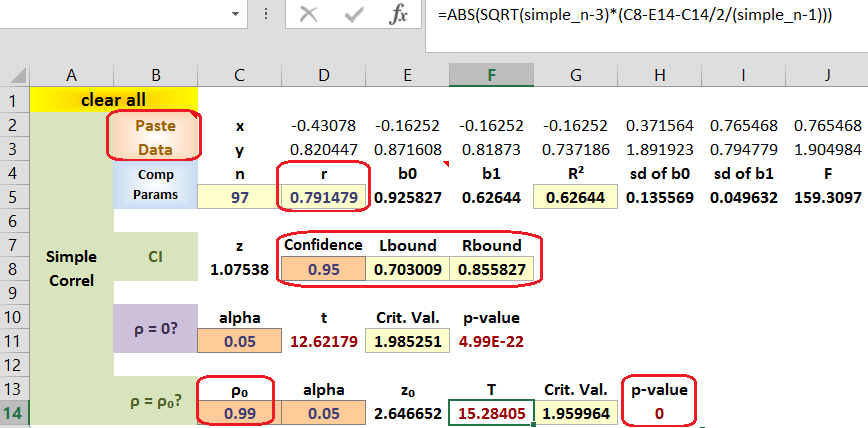 fx =ABS(SQRT(simple_n-3)*(C8-E14-C14/2/(simple_n-1)))
A B C D E F G H I J
1 clear all
2 Paste x -0.43078 -0.16252 -0.16252 -0.16252 0.371564 0.765468 0.765468
3 Data y 0.820447 0.871608 0.81873 0.737186 1.891923 0.794779 1.904984
4 Comp n r b0 b1 R² sd of b0 sd of b1 F
5 Params 97 0.791479 0.925827 0.62644 0.62644 0.135569 0.049632 159.3097
6
7 Simple CI z Confidence Lbound Rbound
8 Correl 1.07538 0.95 0.703009 0.855827
9
10 ρ = 0? alpha t Crit. Val. p-value
11 0.05 12.62179 1.985251 4.99E-22
12
13 ρ = ρ₀? ρ₀ alpha z₀ T Crit. Val. p-value
14 0.99 0.05 2.646652 15.28405 1.959964 0